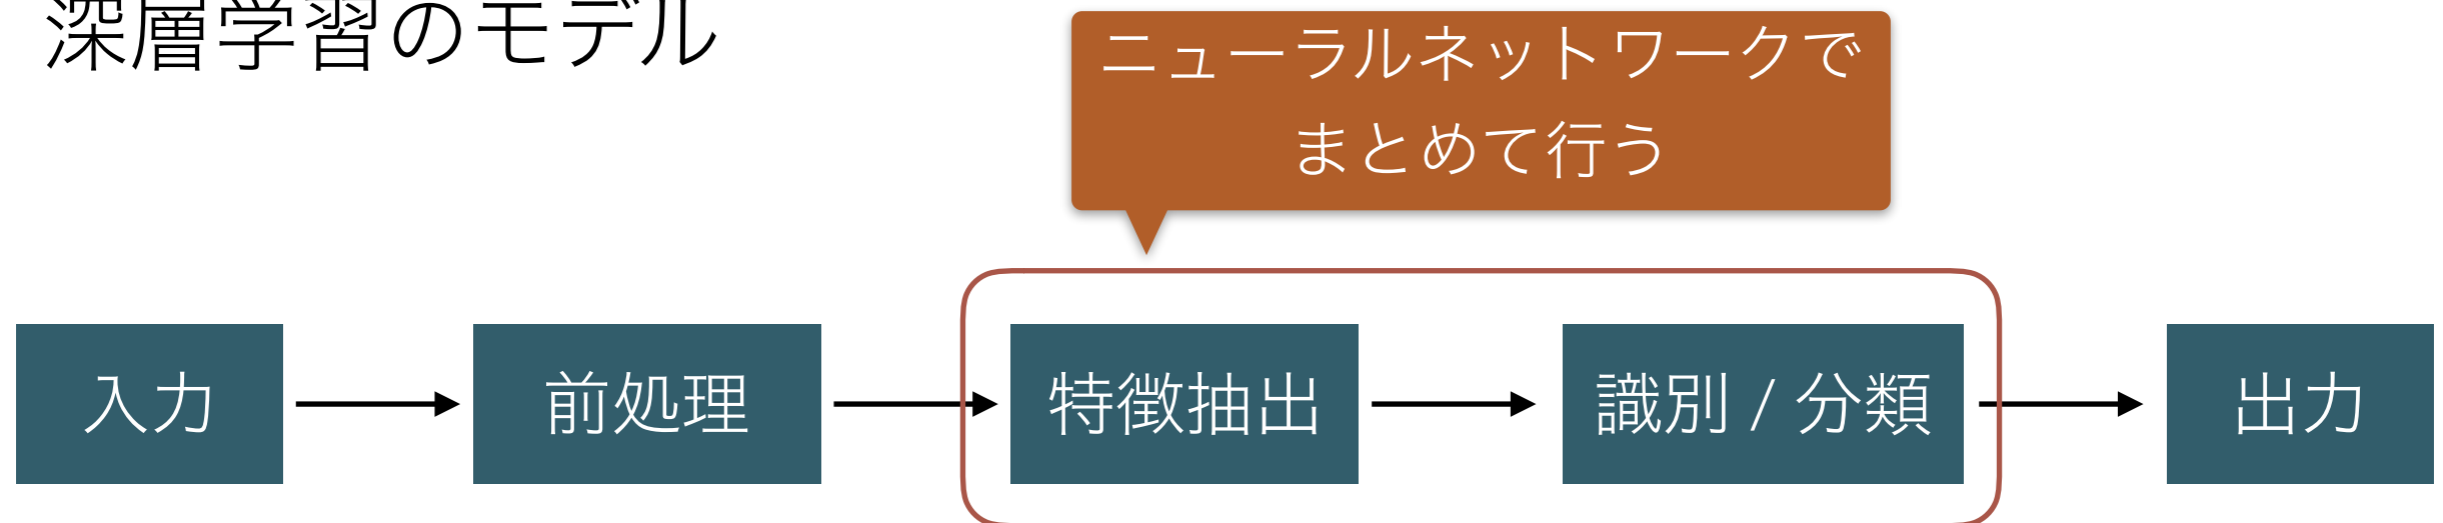 深層学習のモデル
ニューラルネットワークで
まとめて行う
入力
前処理
特徴抽出
識別 / 分類
出力